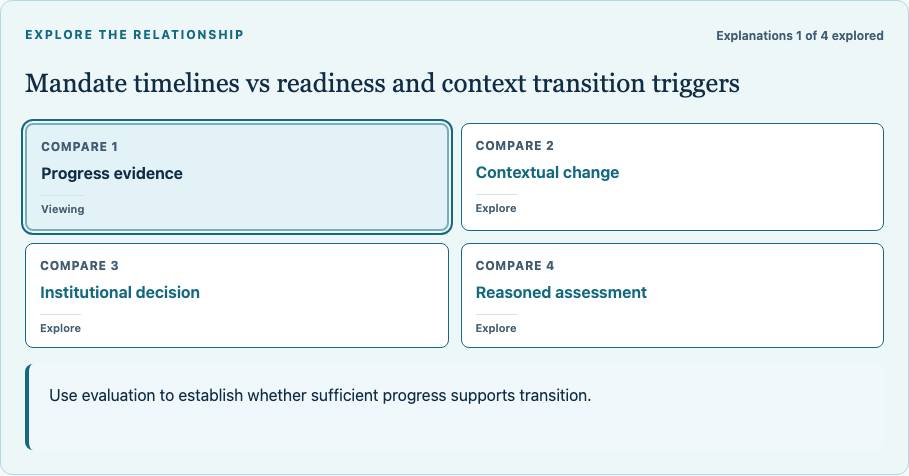 EXPLORE THE RELATIONSHIP
Explanations 1 of 4 explored
Mandate timelines vs readiness and context transition triggers
COMPARE 1
Progress evidence
Viewing
COMPARE 2
Contextual change
Explore
COMPARE 3
Institutional decision
Explore
COMPARE 4
Reasoned assessment
Explore
Use evaluation to establish whether sufficient progress supports transition.